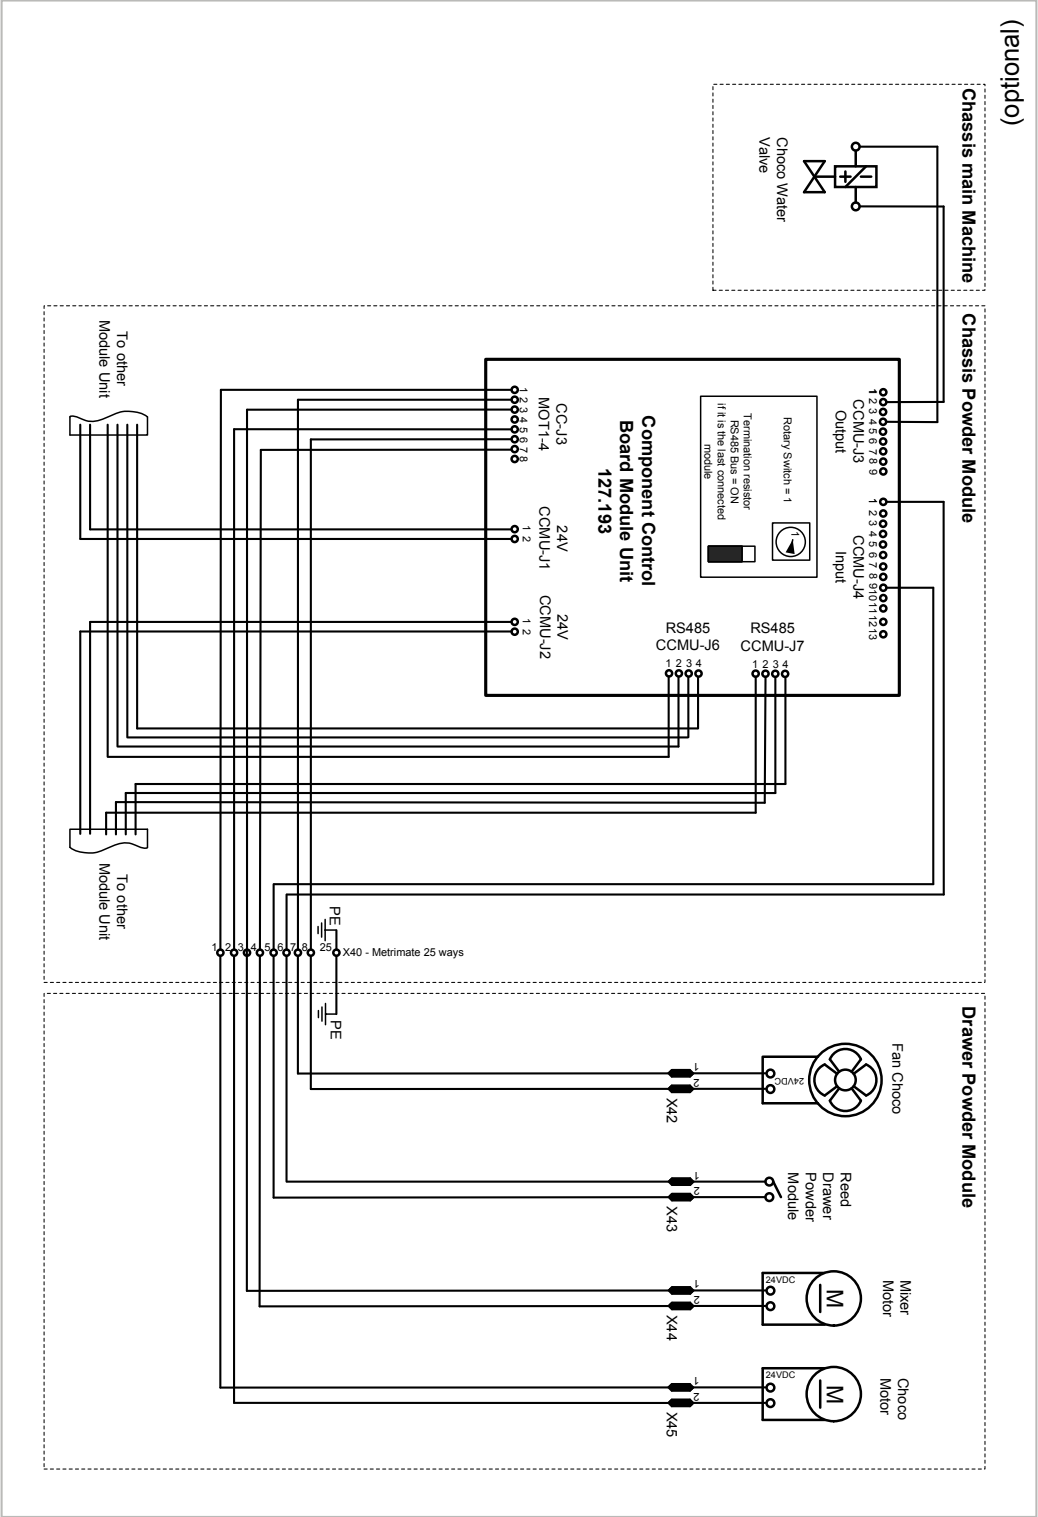 (optional)
Chassis main Machine
Choco Water
Valve
Chassis Powder Module
1 2 3 4 5 6 7 8 9
CCMU-J3
Output
1 2 3 4 5 6 7 8 9 10 11 12 13
CCMU-J4
Input
Rotary Switch = 1
1
Termination resistor
RS485 Bus = ON
if it is the last connected
module
Component Control
Board Module Unit
127.193
RS485
CCMU-J6
1 2 3 4
RS485
CCMU-J7
1 2 3 4
1 2 3 4 5 6 7 8
CC-J3
MOT1-4
1 2
24V
CCMU-J1
1 2
24V
CCMU-J2
To other
Module Unit
To other
Module Unit
PE
1 2 3 4 5 6 7 8 25 X40 - Metrimate 25 ways
PE
Drawer Powder Module
Fan Choco
24VDC
1 2
X42
Reed
Drawer
Powder
Module
1 2
X43
Mixer
Motor
M
24VDC
1 2
X44
Choco
Motor
M
24VDC
1 2
X45